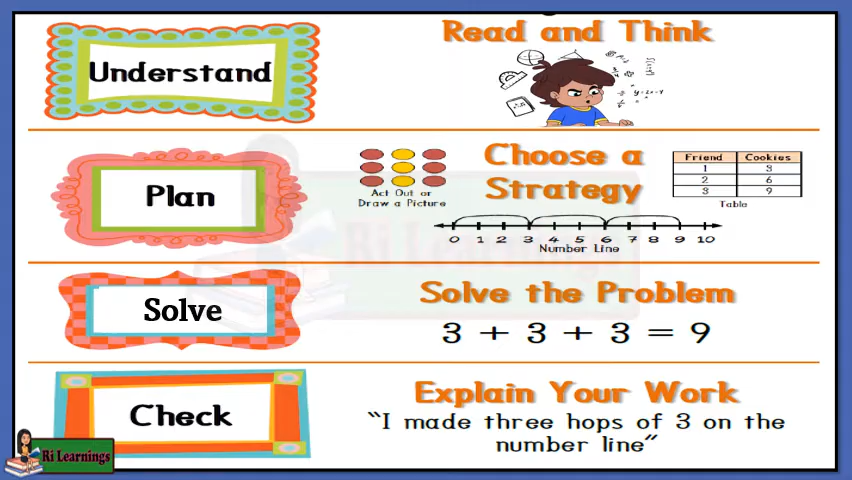 Understand
Read and Think
Plan
Act Out or
Draw a Picture
Choose a
Strategy
Friend Cookies
1 3
2 6
3 9
Table
0 1 2 3 4 5 6 7 8 9 10
Number Line
Ri Learnings
Solve
Solve the Problem
3 + 3 + 3 = 9
Check
Explain Your Work
“I made three hops of 3 on the
number line”
Ri Learnings